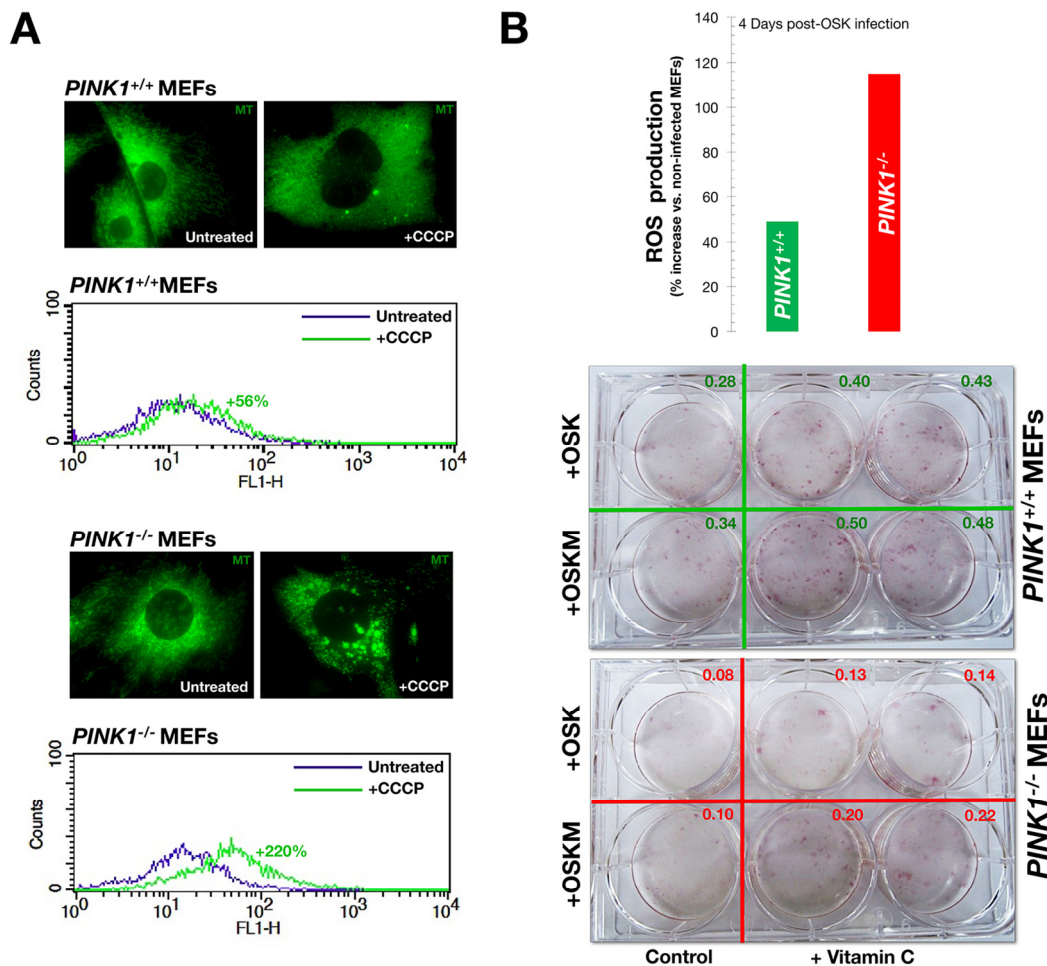 A
PINK1+/+ MEFs
MT
Untreated
MT
+CCCP
PINK1+/+MEFs
100
Counts
0
Untreated
+CCCP
+56%
10⁰ 10¹ 10² 10³ 10⁴
FL1-H
PINK1-/- MEFs
MT
Untreated
MT
+CCCP
PINK1-/- MEFs
100
Counts
0
Untreated
+CCCP
+220%
10⁰ 10¹ 10² 10³ 10⁴
FL1-H
B
4 Days post-OSK infection
ROS production
(% increase vs. non-infected MEFs)
140
120
100
80
60
40
20
0
PINK1+/+
PINK1-/-
+OSK
0.28 0.40 0.43
+OSKM
0.34 0.50 0.48
PINK1+/+ MEFs
+OSK
0.08 0.13 0.14
+OSKM
0.10 0.20 0.22
PINK1-/- MEFs
Control
+ Vitamin C